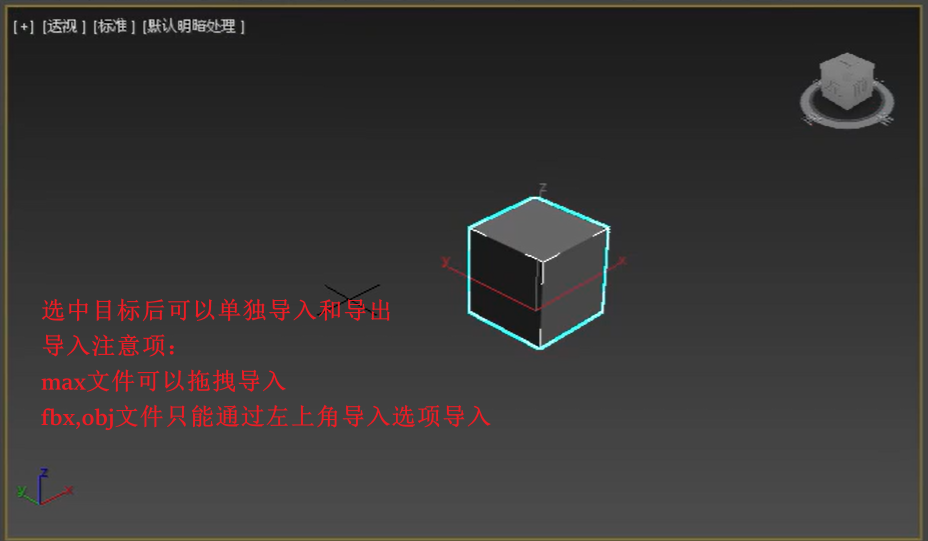 [+] [透视] [标准] [默认明暗处理]
z
y
x
选中目标后可以单独导入和导出
导入注意项：
max文件可以拖拽导入
fbx,obj文件只能通过左上角导入选项导入
z
y
x